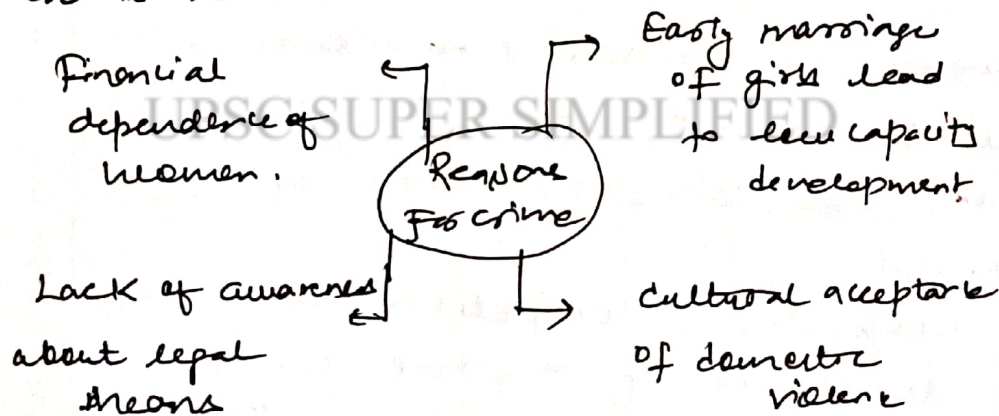 Financial
dependence of
women.
Early marriage
of girls lead
to low capacity
development.
UPSC SUPER SIMPLIFIED
Reasons
For crime
Lack of awareness
about legal
means
Cultural acceptance
of domestic
violence